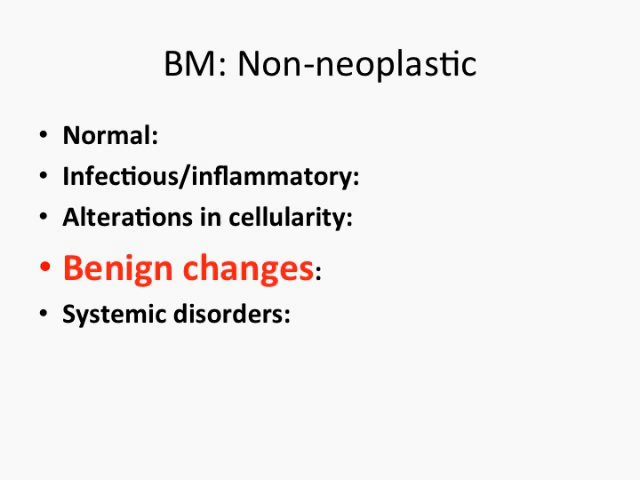 BM: Non-neoplastic
• Normal:
• Infectious/inflammatory:
• Alterations in cellularity:
• Benign changes:
• Systemic disorders: